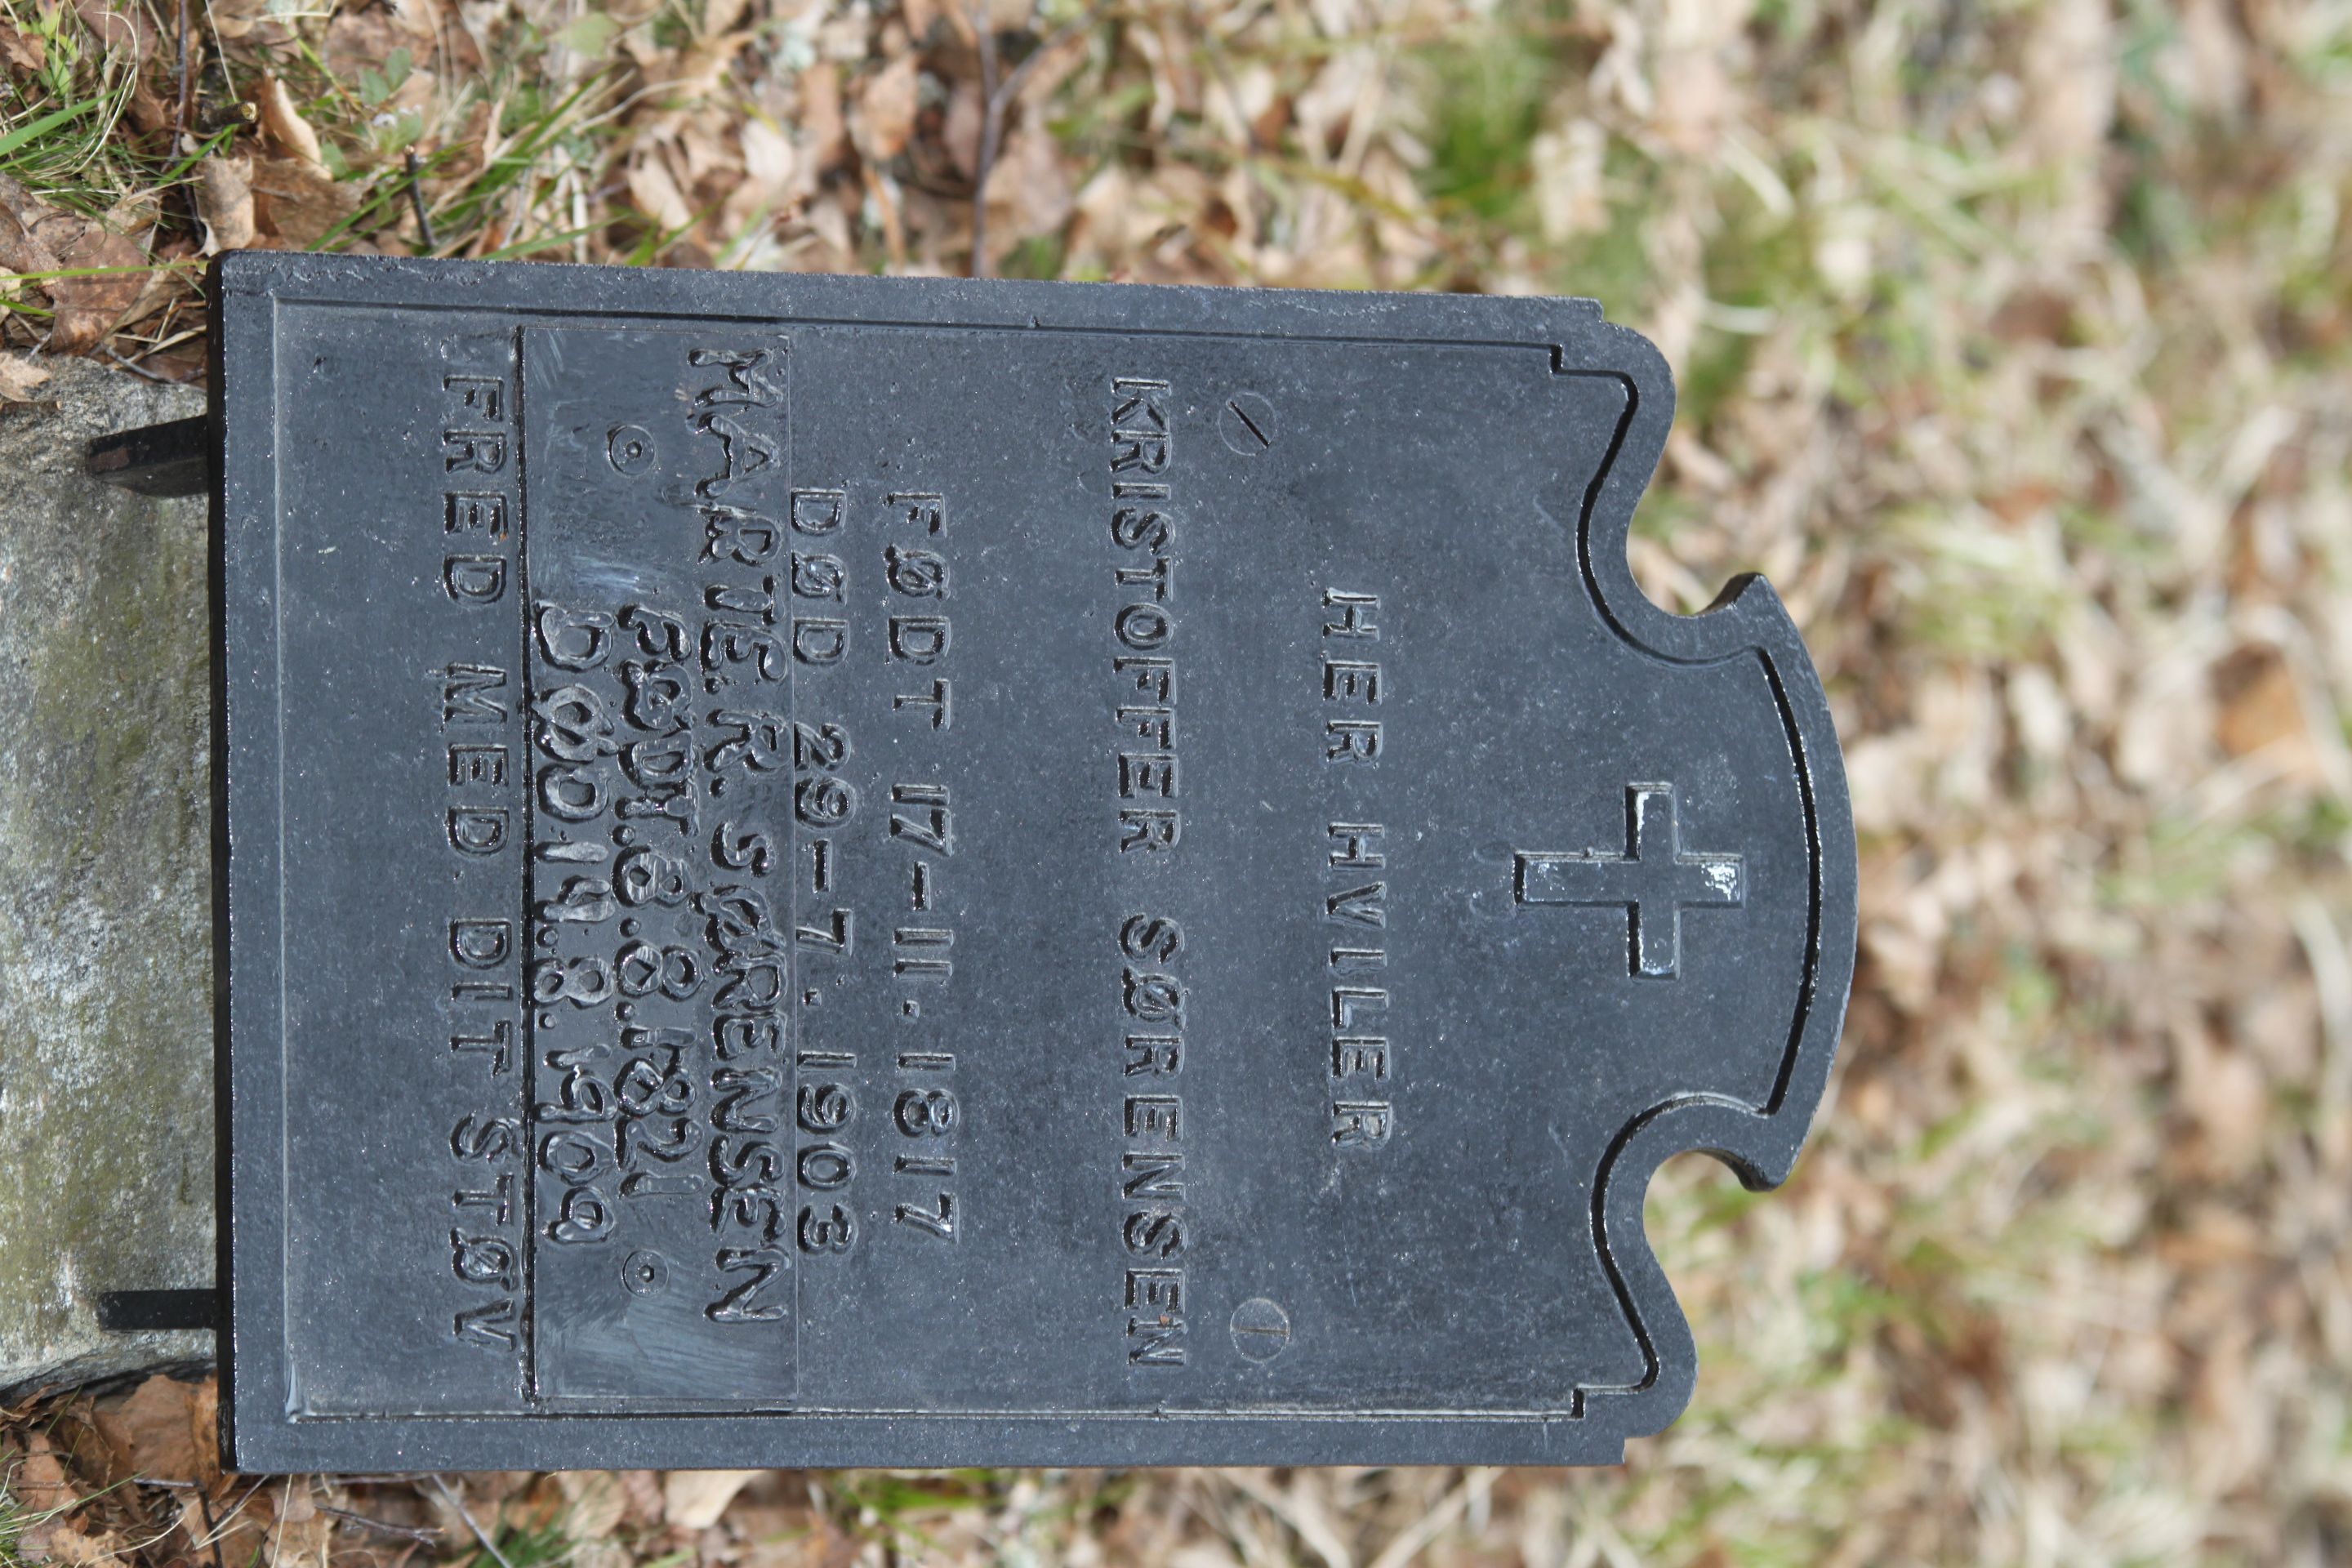 HER HVILER
KRISTOFFER SØRENSEN
FØDT 17-11.1817
DØD 29-7.1903
MARTE. R. SØRENSEN
FØDT.8.8.1821
DØD.14.8.1909
FRED MED DIT STØV